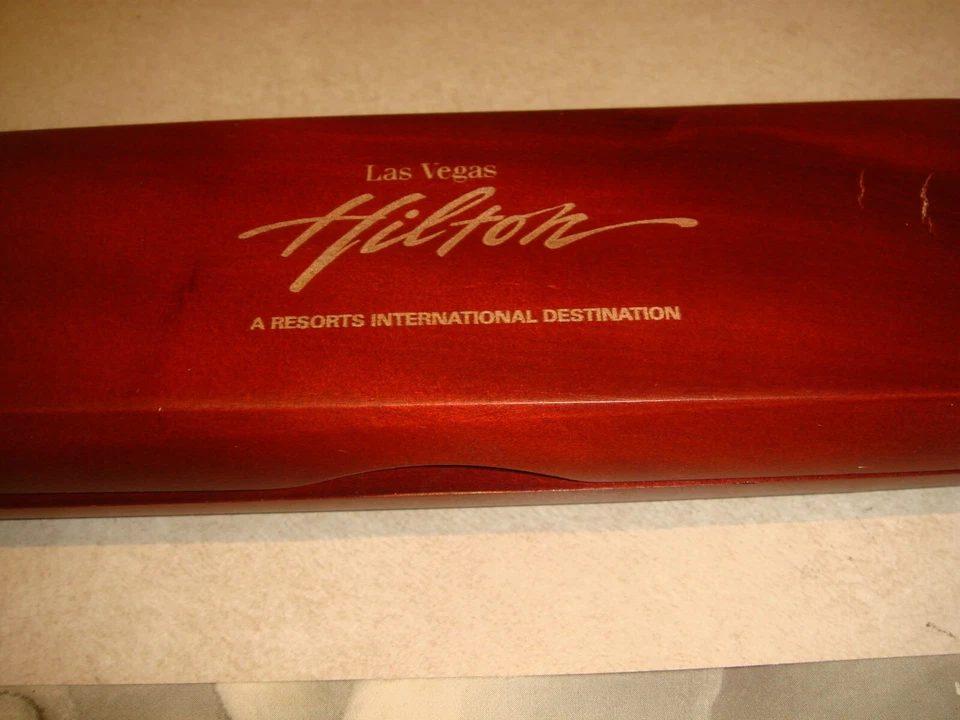 Las Vegas
Hilton
A RESORTS INTERNATIONAL DESTINATION